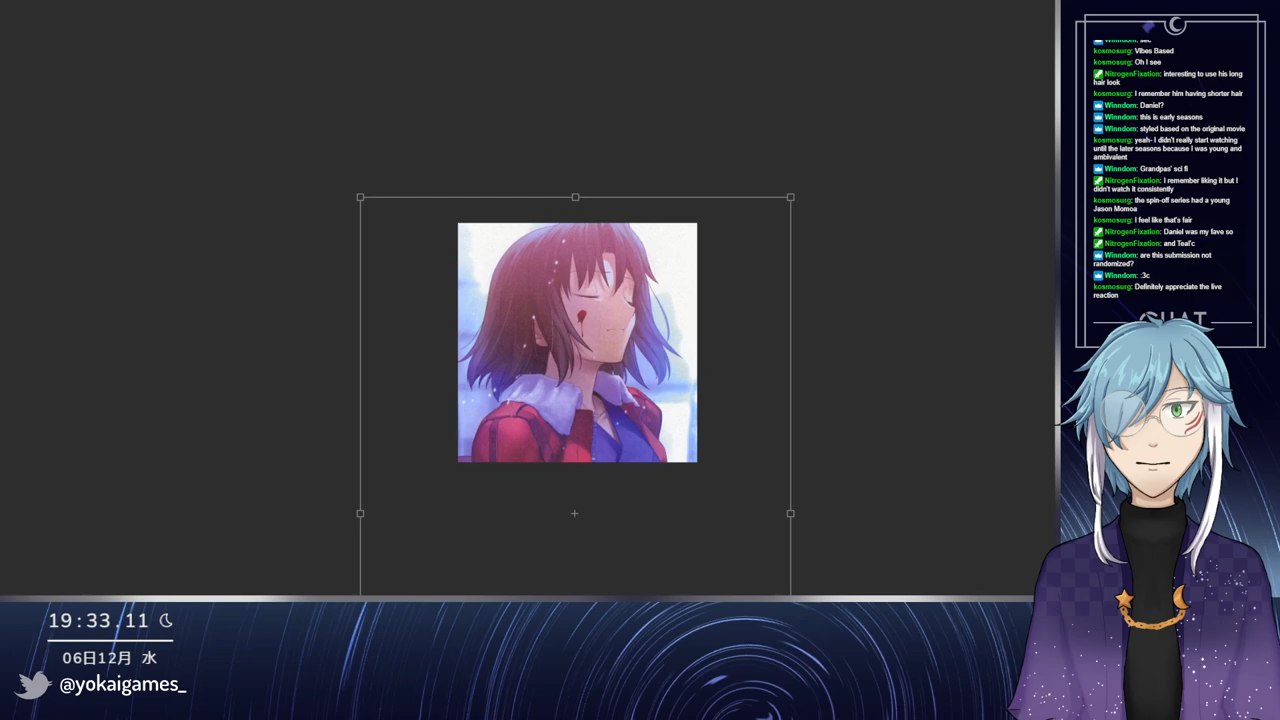 kosmosurg: Vibes Based
kosmosurg: Oh I see
NitrogenFixation: interesting to use his long
hair look
kosmosurg: I remember him having shorter hair
Winndom: Daniel?
Winndom: this is early seasons
Winndom: styled based on the original movie
kosmosurg: yeah- I didn't really start watching
until the later seasons because I was young and
ambivalent
Winndom: Grandpas' sci fi
NitrogenFixation: I remember liking it but I
didn't watch it consistently
kosmosurg: the spin-off series had a young
Jason Momoa
kosmosurg: I feel like that's fair
NitrogenFixation: Daniel was my fave so
NitrogenFixation: and Teal'c
Winndom: are this submission not
randomized?
Winndom: :3c
kosmosurg: Definitely appreciate the live
reaction
CHAT
19:33.11
06日12月 水
@yokaigames_